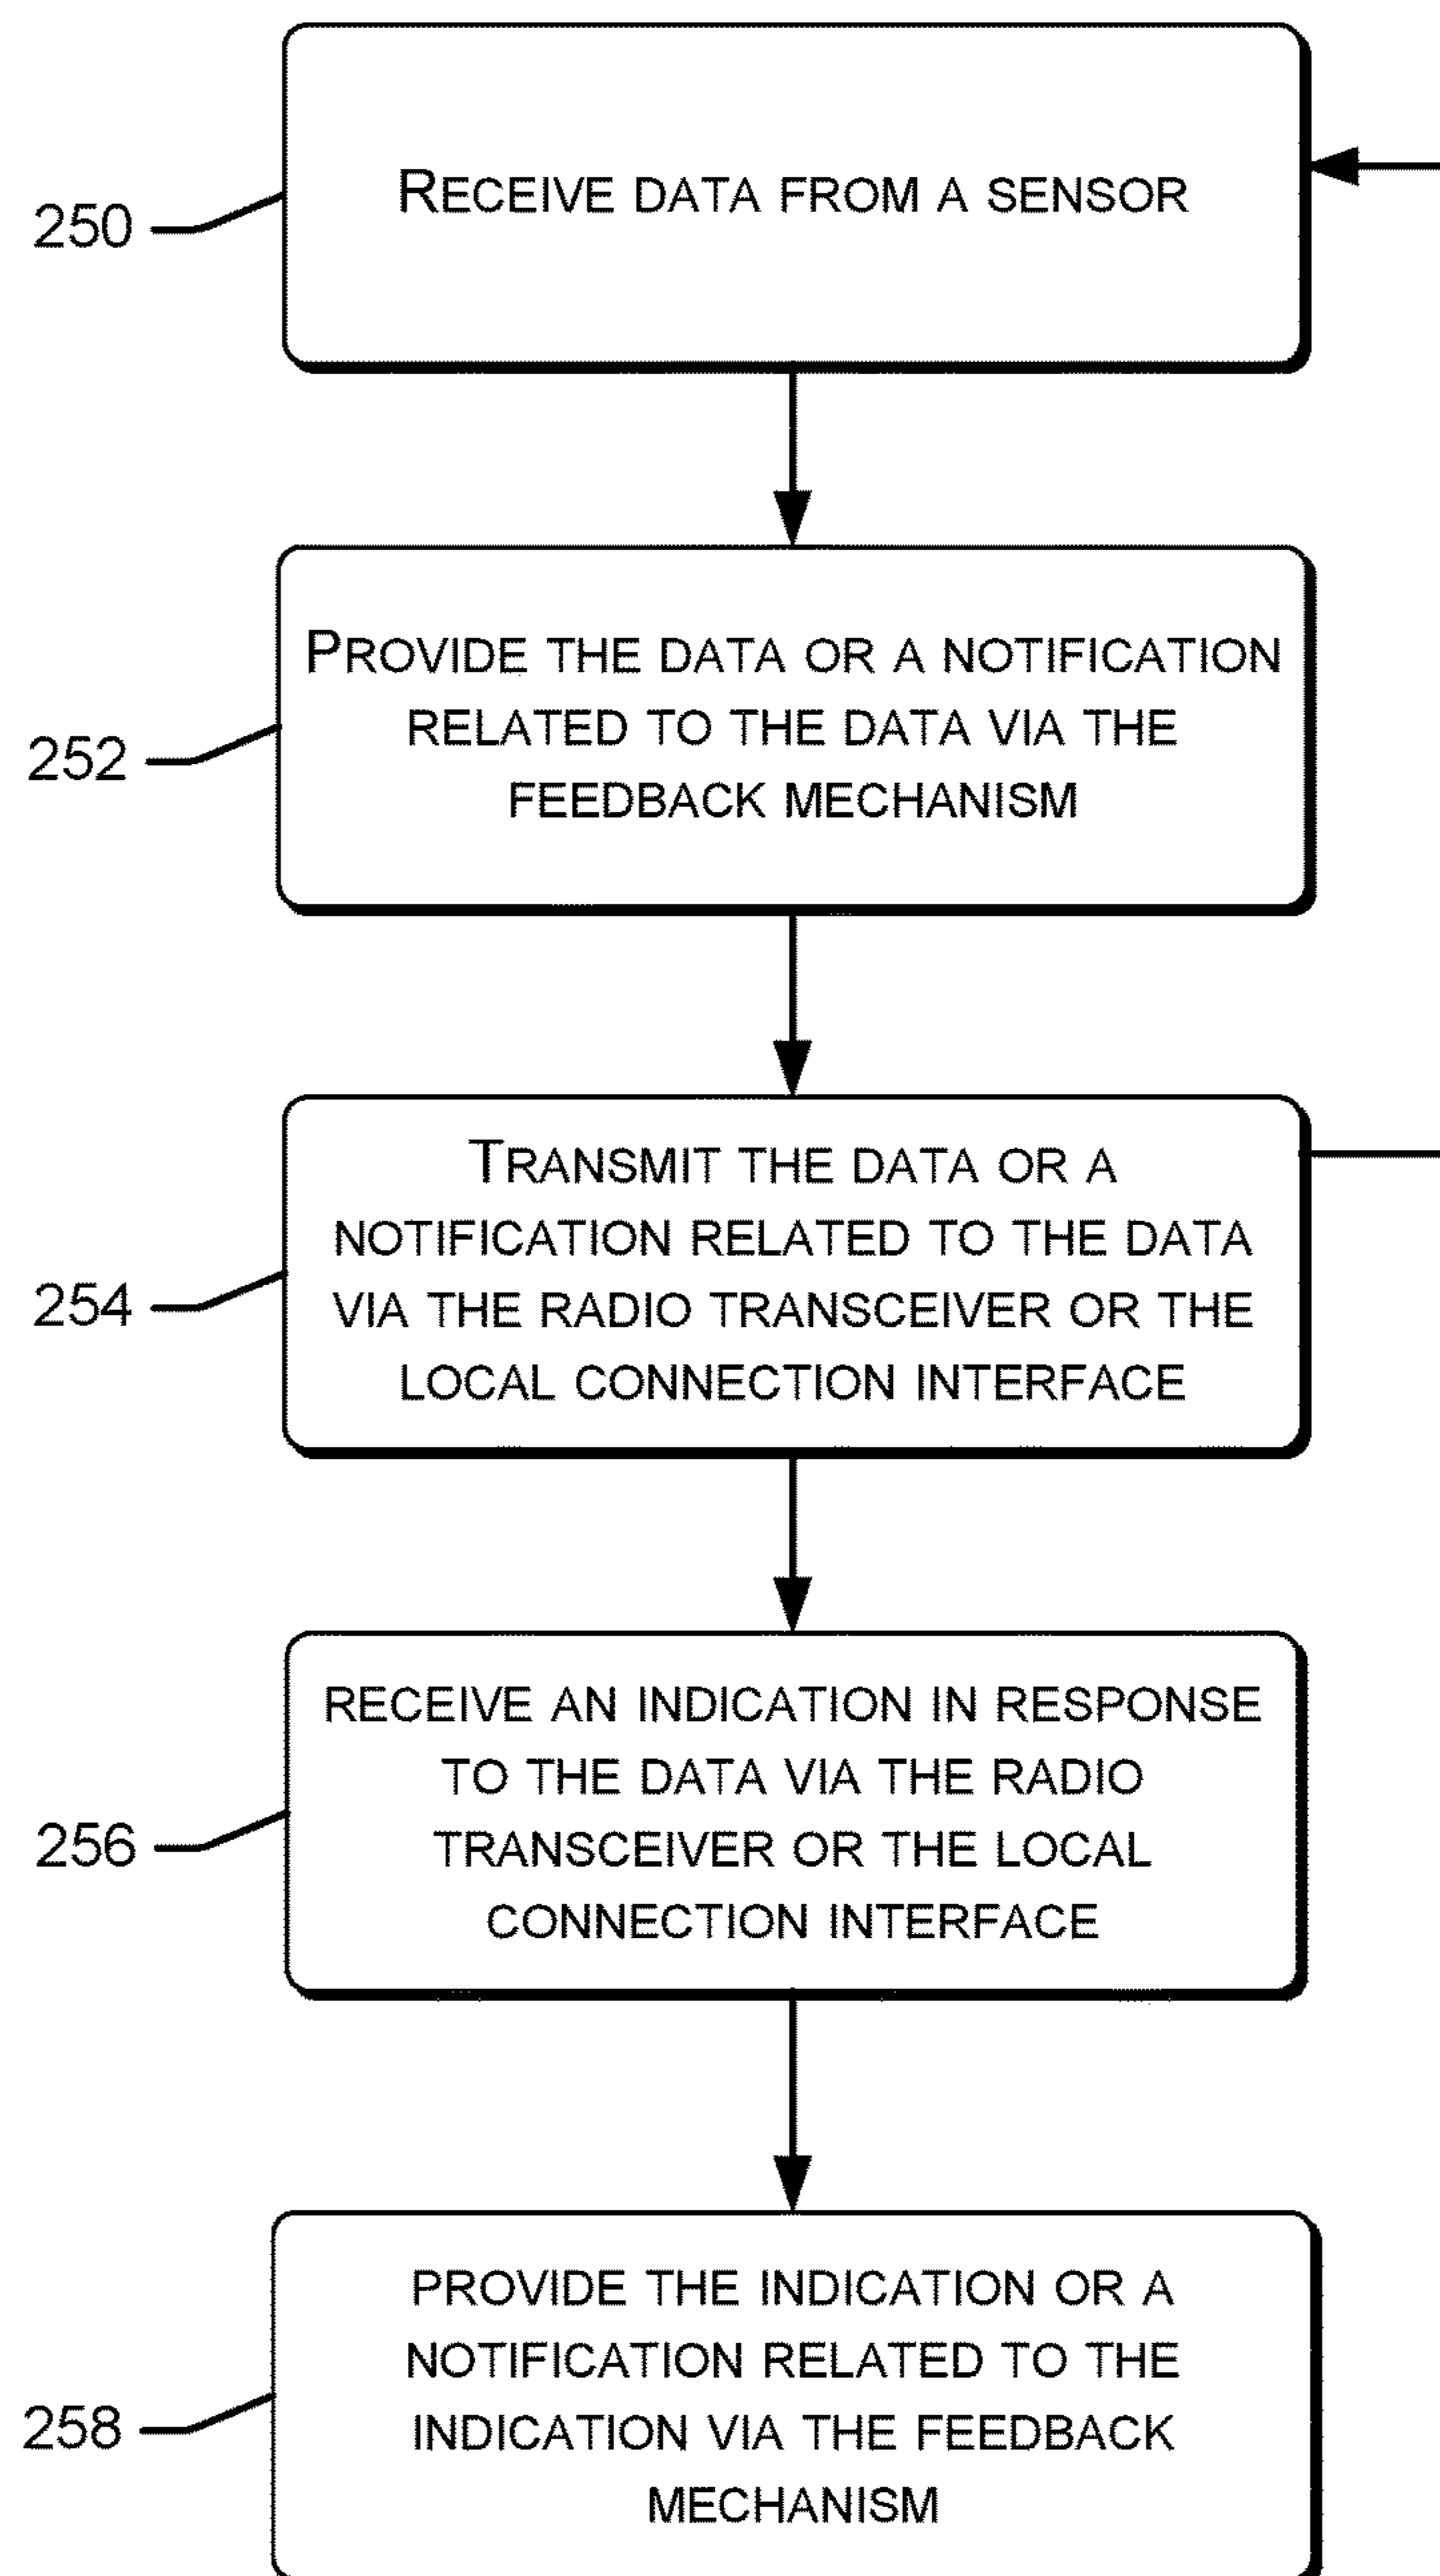 RECEIVE DATA FROM A SENSOR
250
PROVIDE THE DATA OR A NOTIFICATION
RELATED TO THE DATA VIA THE
FEEDBACK MECHANISM
252
TRANSMIT THE DATA OR A
NOTIFICATION RELATED TO THE DATA
VIA THE RADIO TRANSCEIVER OR THE
LOCAL CONNECTION INTERFACE
254
RECEIVE AN INDICATION IN RESPONSE
TO THE DATA VIA THE RADIO
TRANSCEIVER OR THE LOCAL
CONNECTION INTERFACE
256
PROVIDE THE INDICATION OR A
NOTIFICATION RELATED TO THE
INDICATION VIA THE FEEDBACK
MECHANISM
258